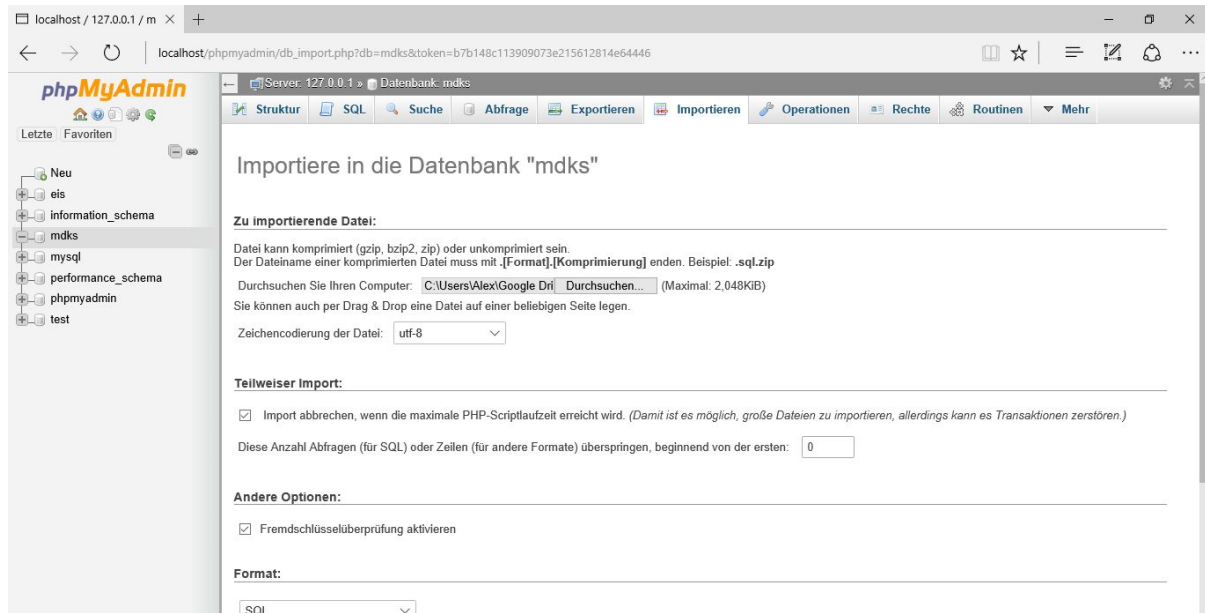 localhost / 127.0.0.1 / m
localhost/phpmyadmin/db_import.php?db=mdks&token=b7b148c113909073e215612814e64446
phpMyAdmin
Letzte Favoriten
Neu
eis
information_schema
mdks
mysql
performance_schema
phpmyadmin
test
Server: 127.0.0.1 » Datenbank: mdks
Struktur SQL Suche Abfrage Exportieren Importieren Operationen Rechte Routinen Mehr
Importiere in die Datenbank "mdks"
Zu importierende Datei:
Datei kann komprimiert (gzip, bzip2, zip) oder unkomprimiert sein.
Der Dateiname einer komprimierten Datei muss mit .[Format].[Komprimierung] enden. Beispiel: .sql.zip
Durchsuchen Sie Ihren Computer: C:\Users\Alex\Google Dri Durchsuchen... (Maximal: 2,048KiB)
Sie können auch per Drag & Drop eine Datei auf einer beliebigen Seite legen.
Zeichencodierung der Datei: utf-8
Teilweiser Import:
Import abbrechen, wenn die maximale PHP-Scriptlaufzeit erreicht wird. (Damit ist es möglich, große Dateien zu importieren, allerdings kann es Transaktionen zerstören.)
Diese Anzahl Abfragen (für SQL) oder Zeilen (für andere Formate) überspringen, beginnend von der ersten: 0
Andere Optionen:
Fremdschlüsselüberprüfung aktivieren
Format:
SQL